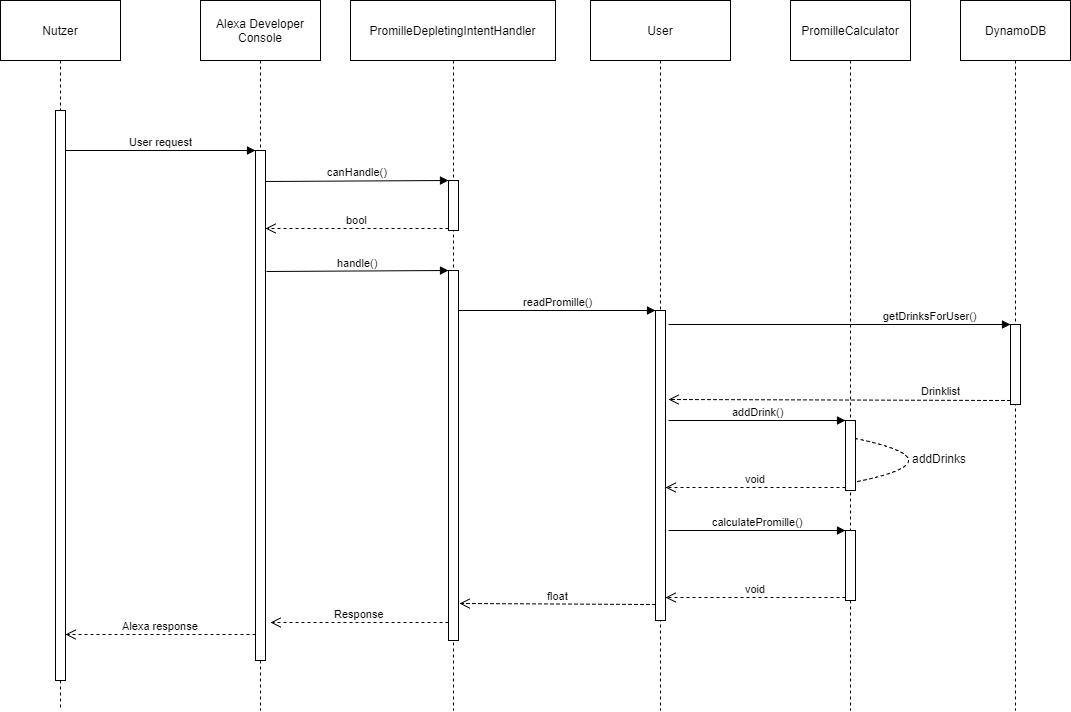 Nutzer
Alexa Developer
Console
PromilleDepletingIntentHandler
User
PromilleCalculator
DynamoDB
User request
canHandle()
bool
handle()
readPromille()
getDrinksForUser()
Drinklist
addDrink()
addDrinks
void
calculatePromille()
void
float
Response
Alexa response